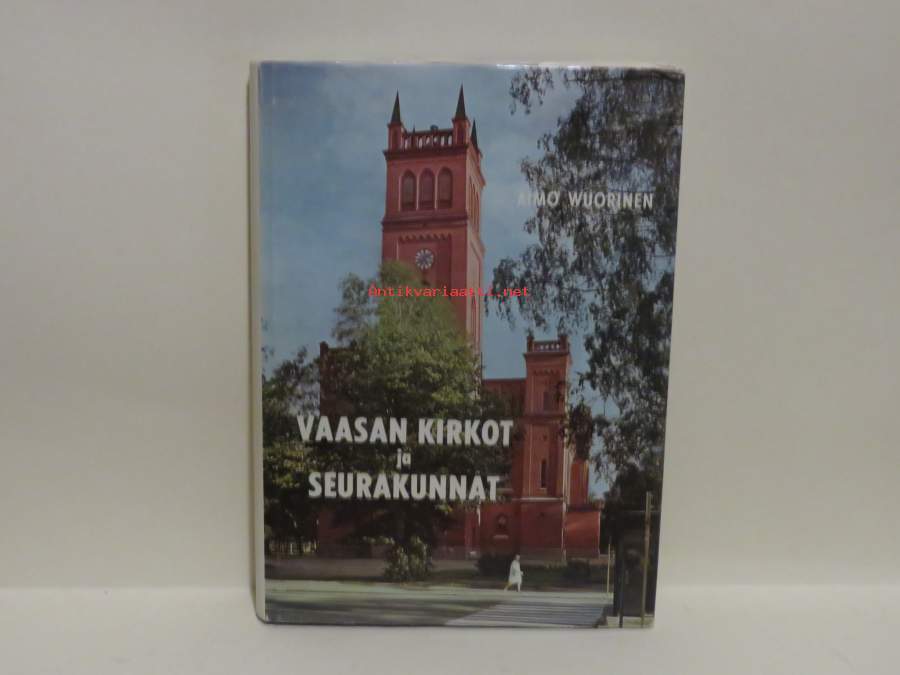 AIMO WUORINEN
Antikvariaatti.net
VAASAN KIRKOT
ja
SEURAKUNNAT